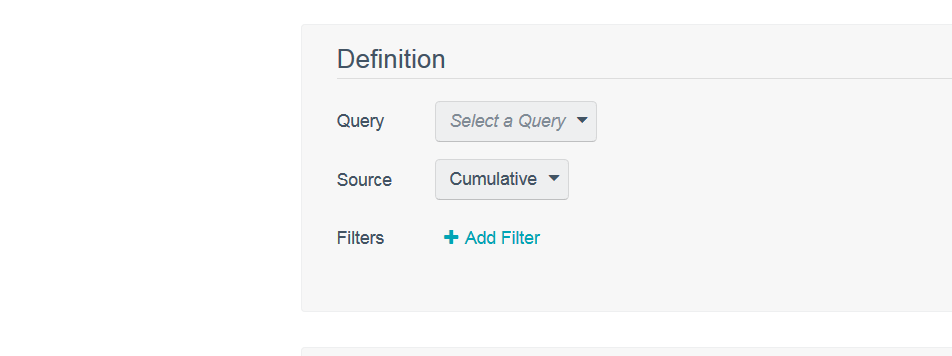 Definition
Query Select a Query
Source Cumulative
Filters Add Filter